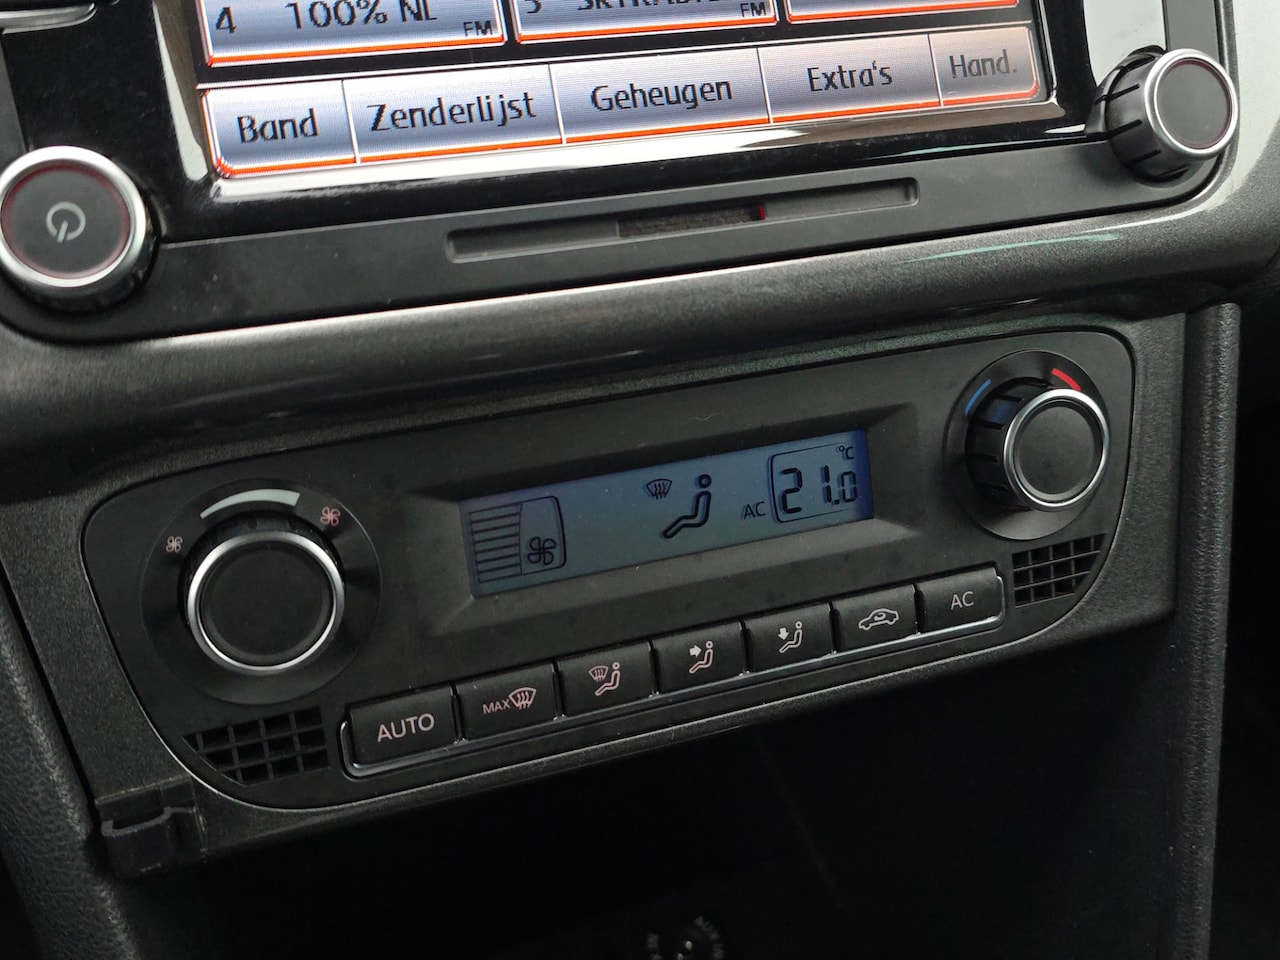 4 100% NL FM
FM
Band Zenderlijst Geheugen Extra's Hand.
AC 21.0 °C
AUTO MAX AC